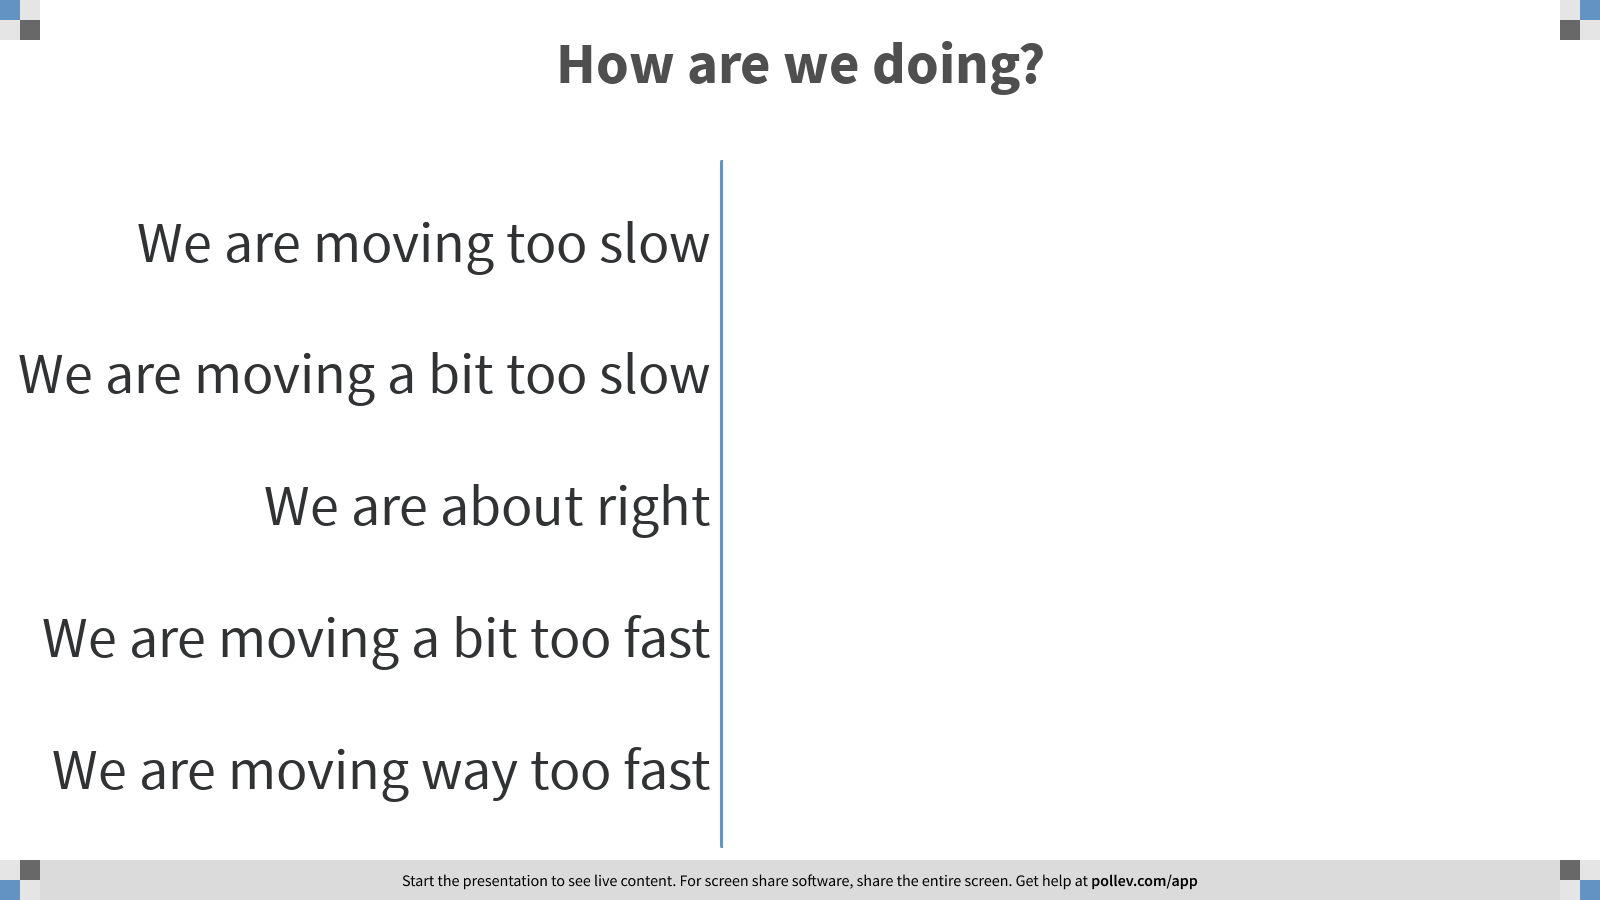 How are we doing?
We are moving too slow
We are moving a bit too slow
We are about right
We are moving a bit too fast
We are moving way too fast
Start the presentation to see live content. For screen share software, share the entire screen. Get help at pollev.com/app